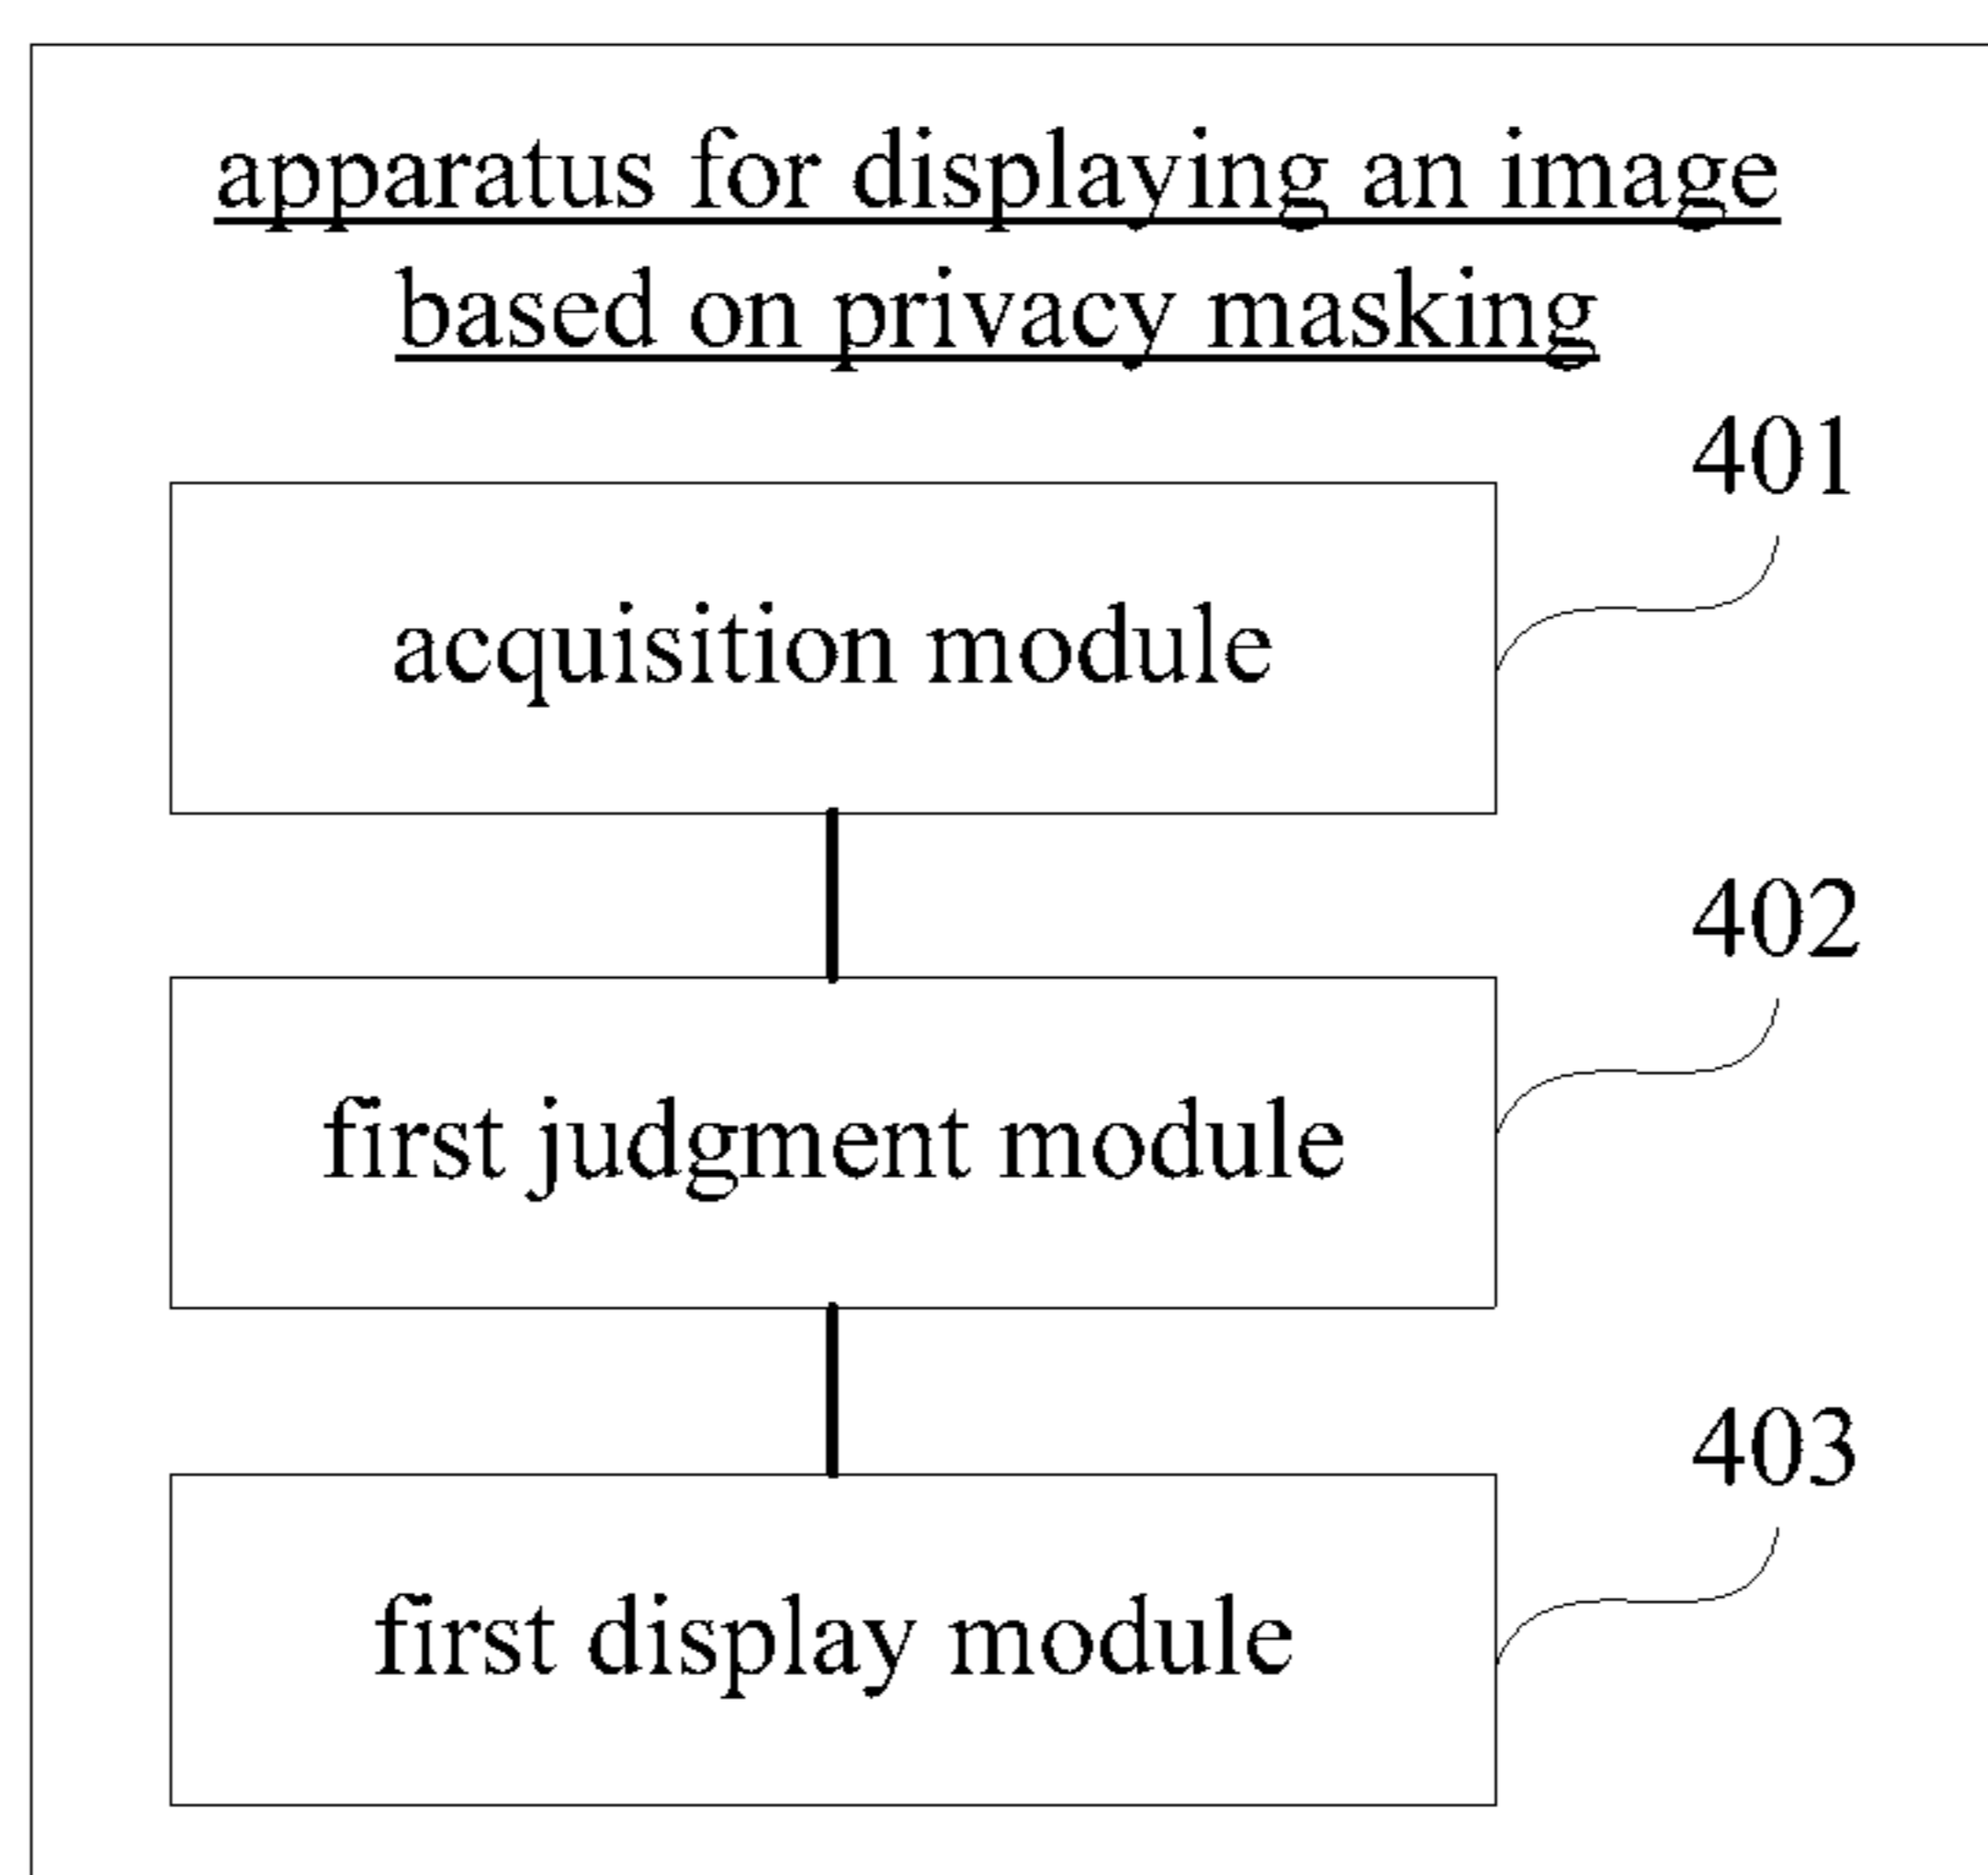 apparatus for displaying an image
based on privacy masking
401
acquisition module
402
first judgment module
403
first display module